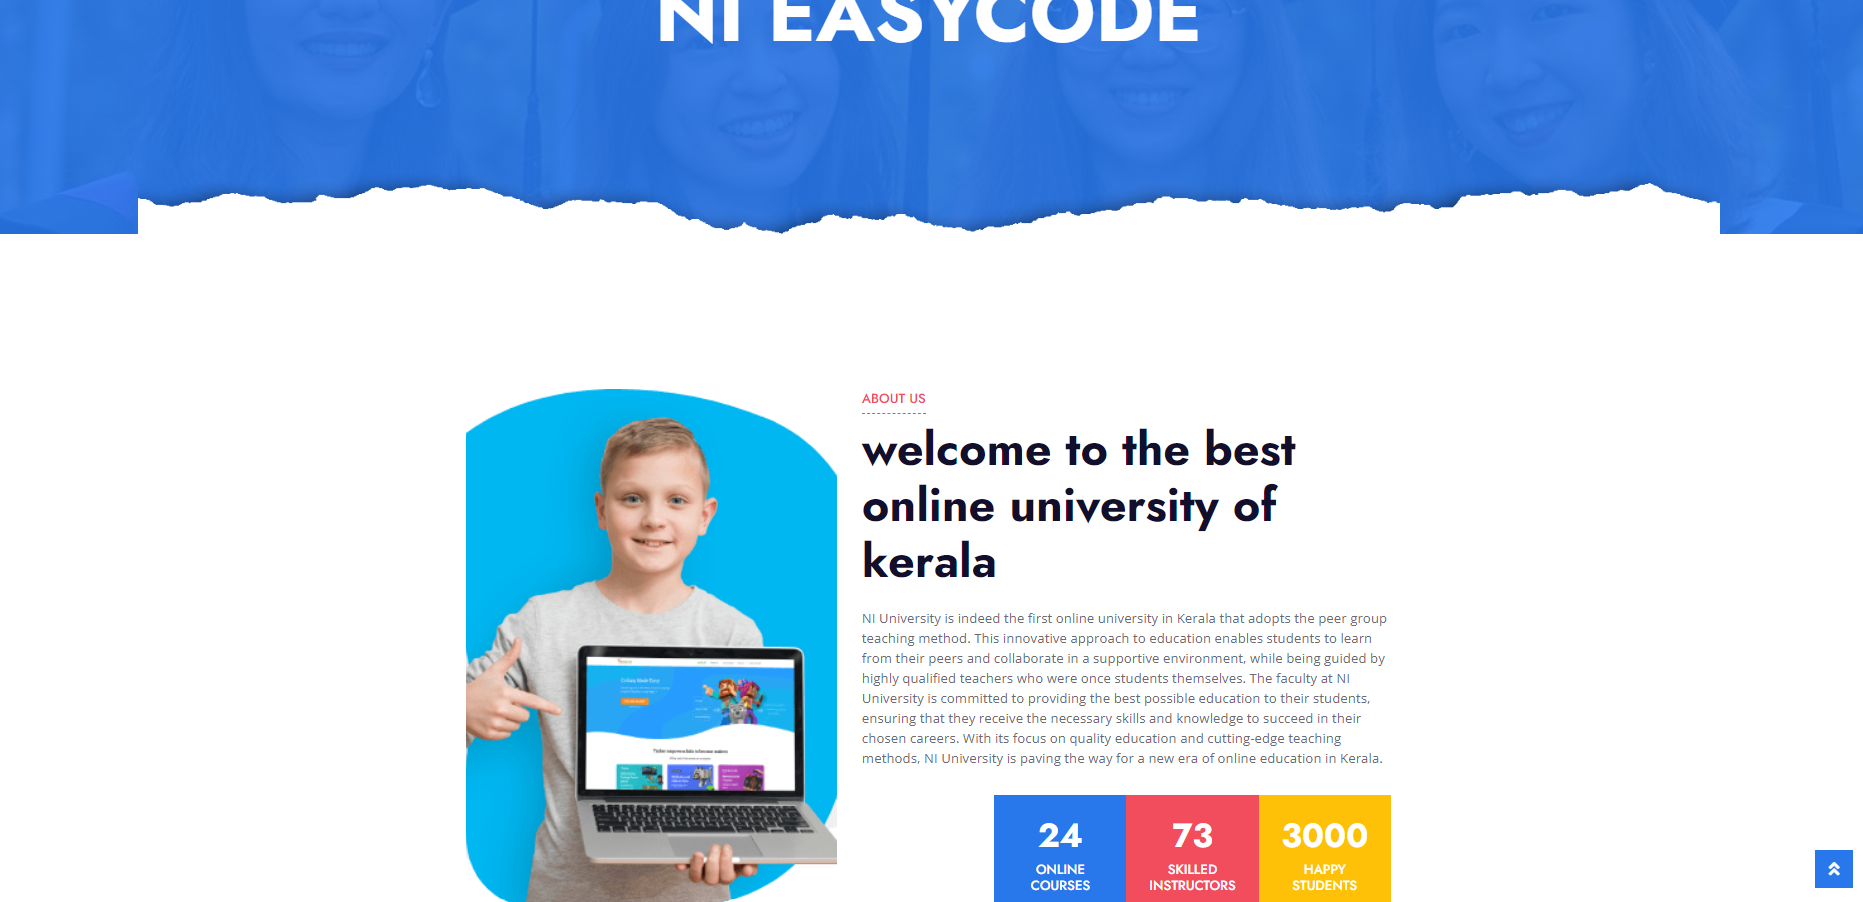 NI EASYCODE
ABOUT US
welcome to the best
online university of
kerala
NI University is indeed the first online university in Kerala that adopts the peer group
teaching method. This innovative approach to education enables students to learn
from their peers and collaborate in a supportive environment, while being guided by
highly qualified teachers who were once students themselves. The faculty at NI
University is committed to providing the best possible education to their students,
ensuring that they receive the necessary skills and knowledge to succeed in their
chosen careers. With its focus on quality education and cutting-edge teaching
methods, NI University is paving the way for a new era of online education in Kerala.
24
ONLINE
COURSES
73
SKILLED
INSTRUCTORS
3000
HAPPY
STUDENTS